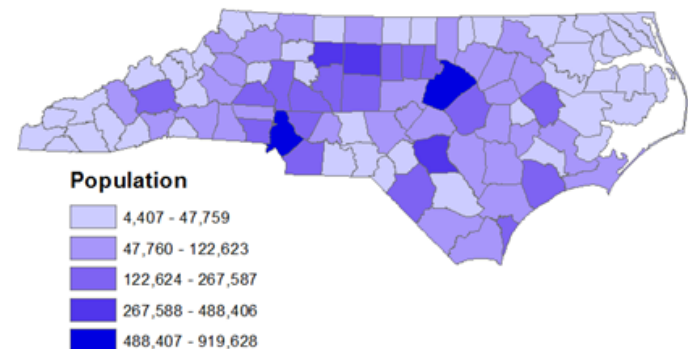 Population
4,407 - 47,759
47,760 - 122,623
122,624 - 267,587
267,588 - 488,406
488,407 - 919,628